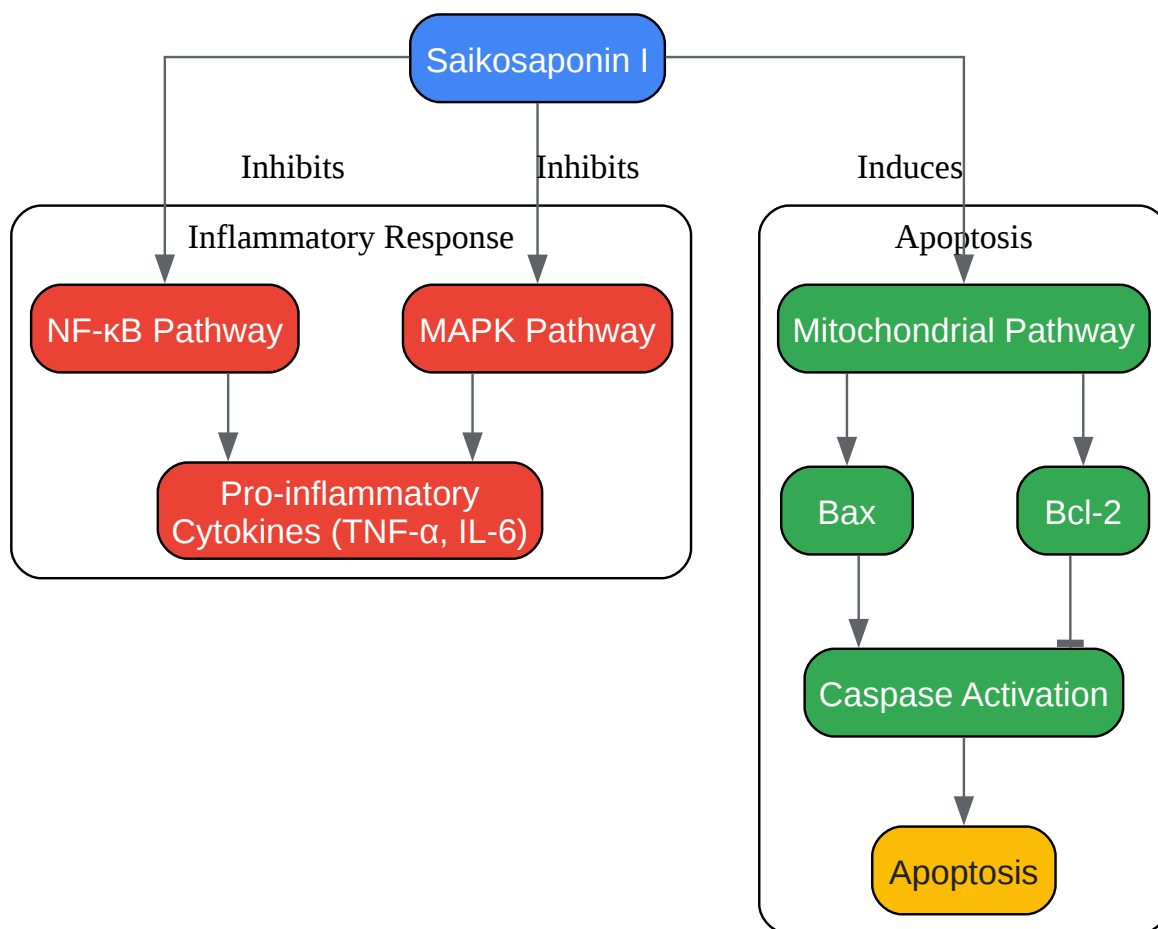 Saikosaponin I
Inhibits
Inhibits
Induces
Inflammatory Response
Apoptosis
NF-κB Pathway
MAPK Pathway
Mitochondrial Pathway
Pro-inflammatory
Cytokines (TNF-α, IL-6)
Bax
Bcl-2
Caspase Activation
Apoptosis